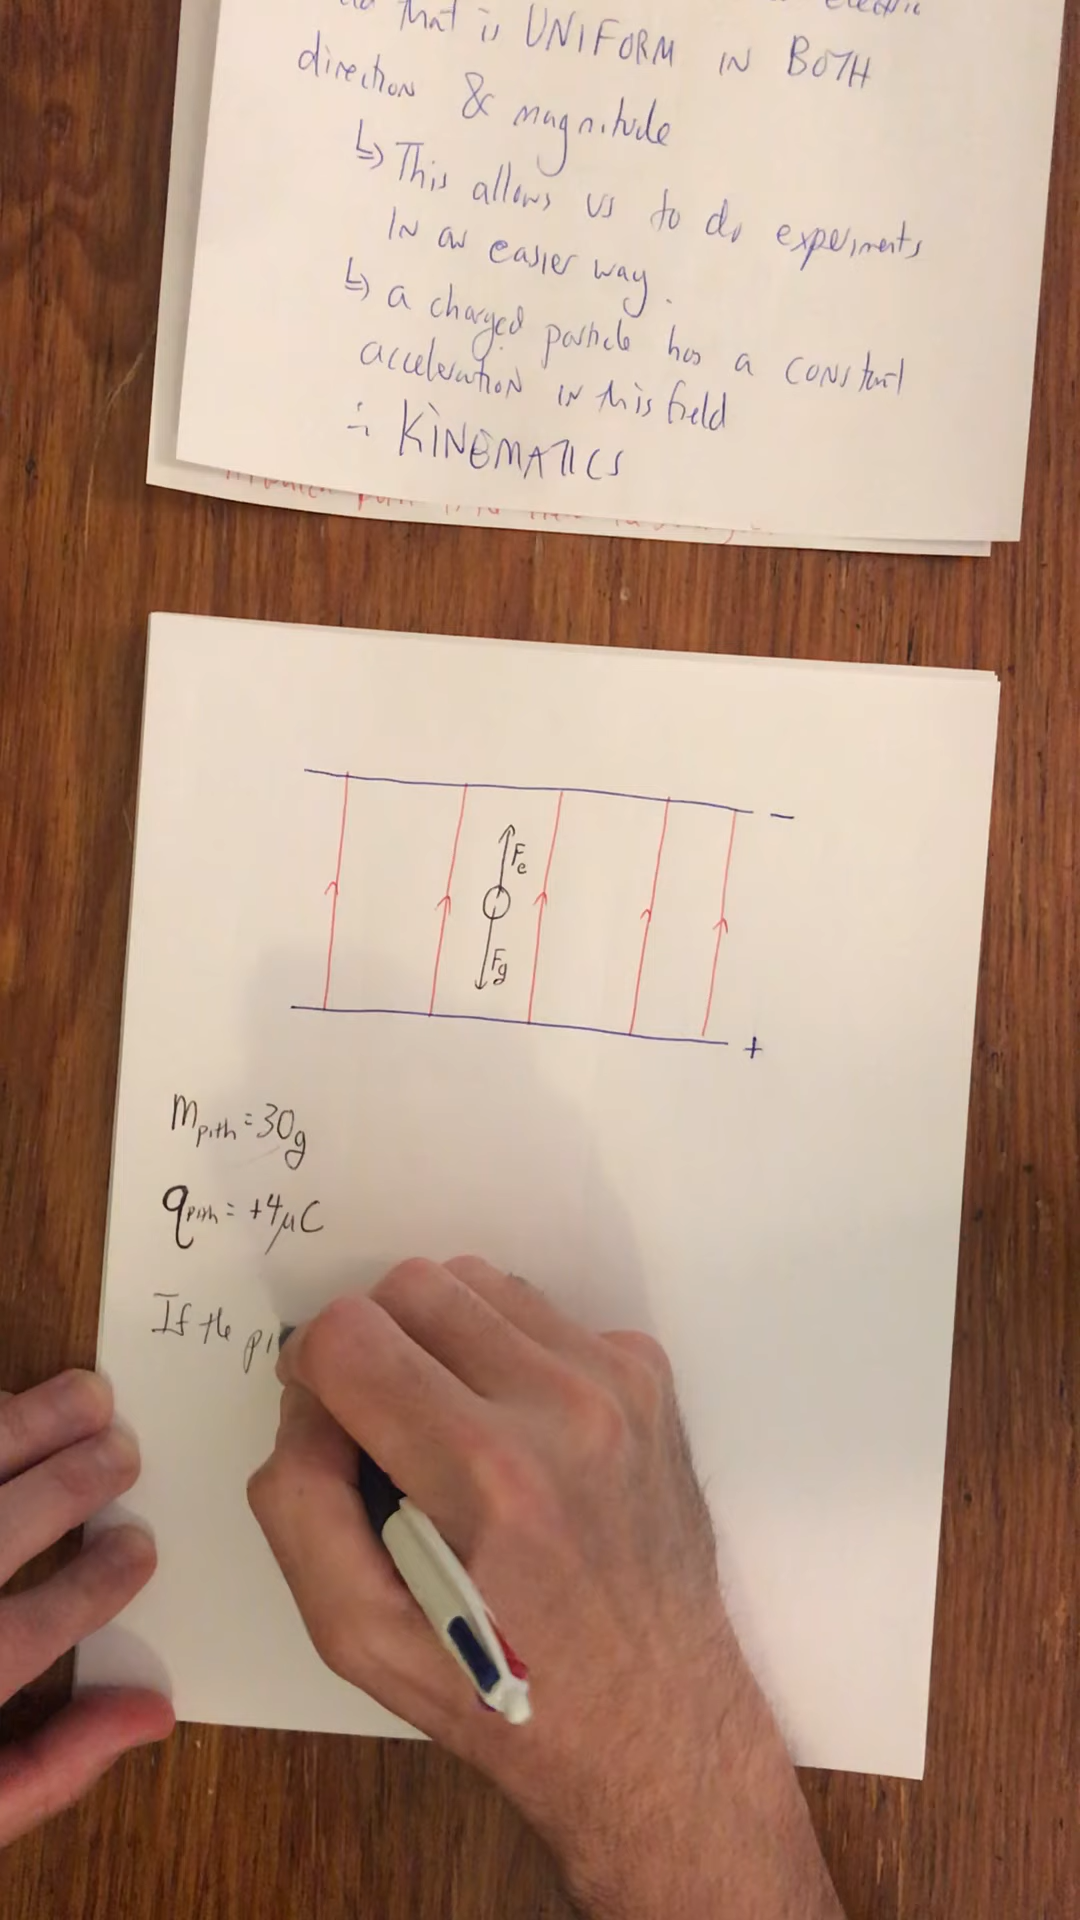 that is UNIFORM IN BOTH
direction & magnitude
↳ This allows us to do experiments
IN an easier way.
↳ a charged particle has a constant
acceleration IN this field
∴ KINEMATICS
−
Fe
Fg
+
mpith = 30g
qpith = +4μC
If the pi